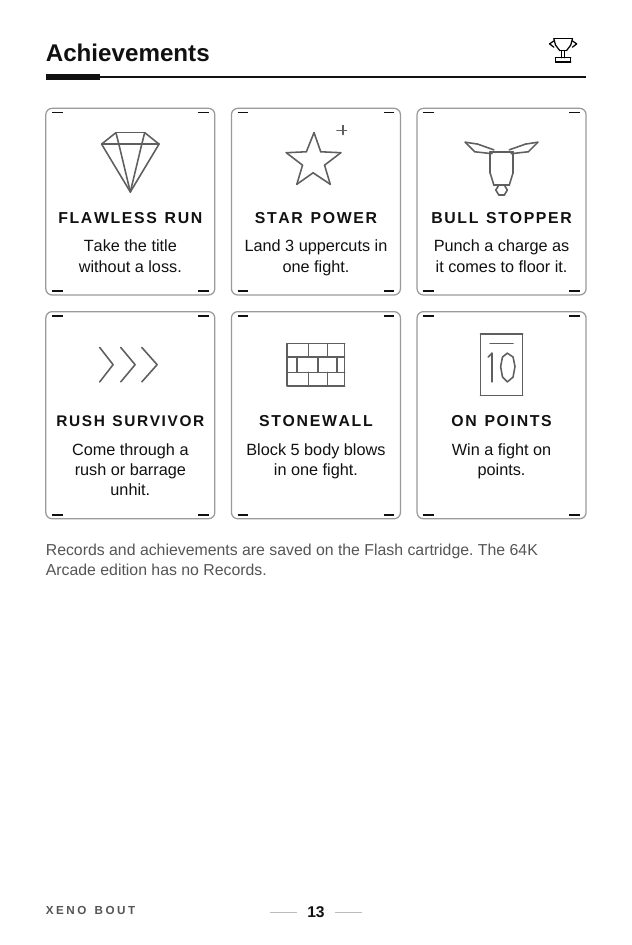 Achievements
FLAWLESS RUN
Take the title
without a loss.
STAR POWER
Land 3 uppercuts in
one fight.
BULL STOPPER
Punch a charge as
it comes to floor it.
RUSH SURVIVOR
Come through a
rush or barrage
unhit.
STONEWALL
Block 5 body blows
in one fight.
10
ON POINTS
Win a fight on
points.
Records and achievements are saved on the Flash cartridge. The 64K
Arcade edition has no Records.
XENO BOUT
13